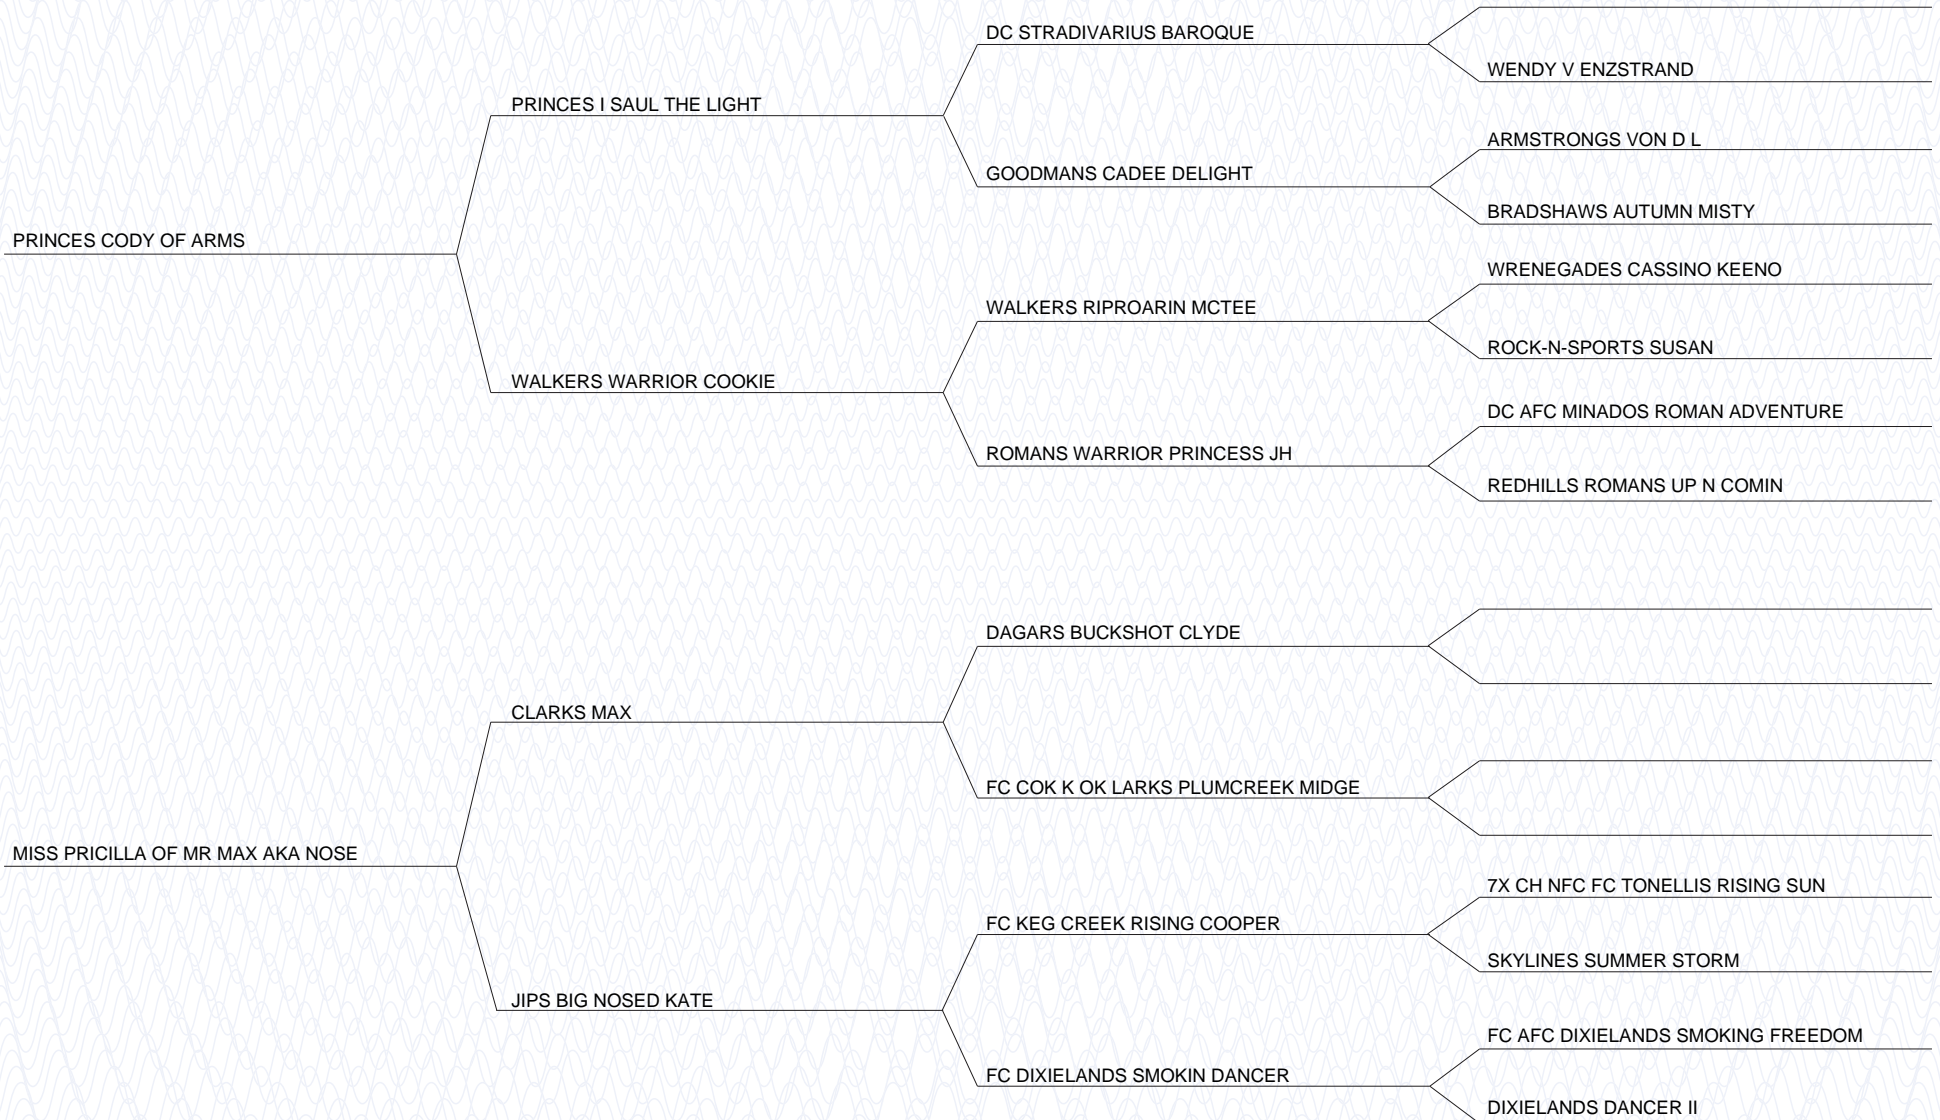 DC STRADIVARIUS BAROQUE
WENDY V ENZSTRAND
PRINCES I SAUL THE LIGHT
ARMSTRONGS VON D L
GOODMANS CADEE DELIGHT
BRADSHAWS AUTUMN MISTY
PRINCES CODY OF ARMS
WRENEGADES CASSINO KEENO
WALKERS RIPROARIN MCTEE
ROCK-N-SPORTS SUSAN
WALKERS WARRIOR COOKIE
DC AFC MINADOS ROMAN ADVENTURE
ROMANS WARRIOR PRINCESS JH
REDHILLS ROMANS UP N COMIN
DAGARS BUCKSHOT CLYDE
CLARKS MAX
FC COK K OK LARKS PLUMCREEK MIDGE
MISS PRICILLA OF MR MAX AKA NOSE
7X CH NFC FC TONELLIS RISING SUN
FC KEG CREEK RISING COOPER
SKYLINES SUMMER STORM
JIPS BIG NOSED KATE
FC AFC DIXIELANDS SMOKING FREEDOM
FC DIXIELANDS SMOKIN DANCER
DIXIELANDS DANCER II